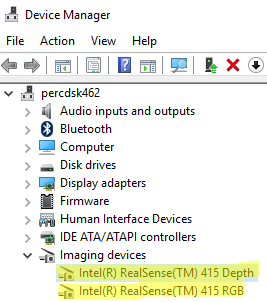 Device Manager
File Action View Help
percdsk462
Audio inputs and outputs
Bluetooth
Computer
Disk drives
Display adapters
Firmware
Human Interface Devices
IDE ATA/ATAPI controllers
Imaging devices
Intel(R) RealSense(TM) 415 Depth
Intel(R) RealSense(TM) 415 RGB